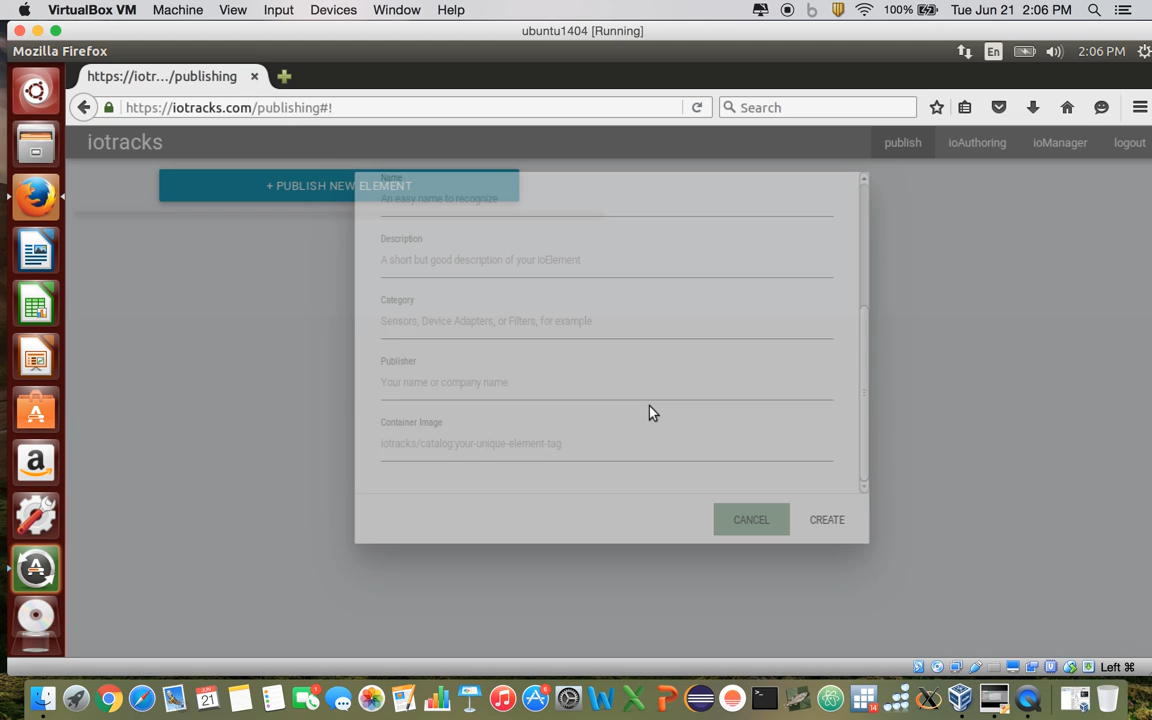 VirtualBox VM Machine View Input Devices Window Help 100% Tue Jun 21 2:06 PM
ubuntu1404 [Running]
Mozilla Firefox En 2:06 PM
https://iotr.../publishing
https://iotracks.com/publishing#! Search
iotracks publish ioAuthoring ioManager logout
+ PUBLISH NEW ELEMENT
Name
An easy name to recognize
Description
A short but good description of your ioElement
Category
Sensors, Device Adapters, or Filters, for example
Publisher
Your name or company name
Container Image
iotracks/catalog:your-unique-element-tag
CANCEL CREATE
Left ⌘